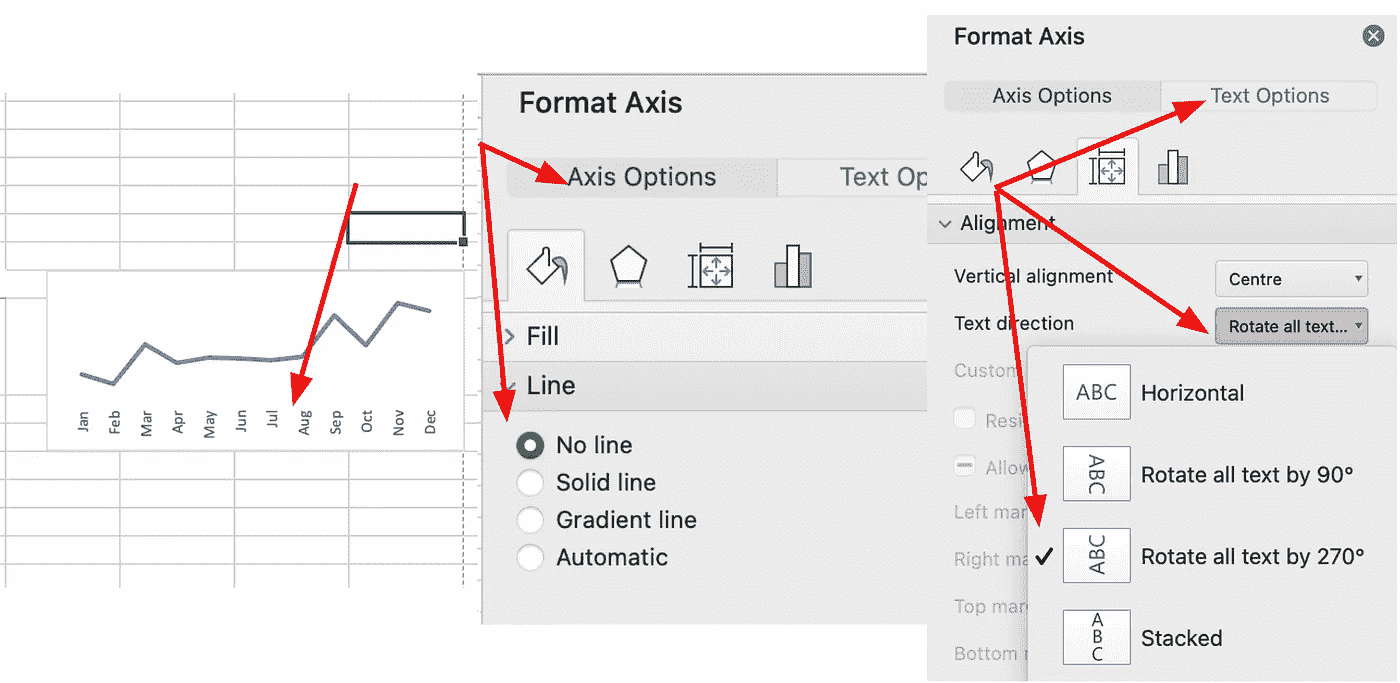 Jan
Feb
Mar
Apr
May
Jun
Jul
Aug
Sep
Oct
Nov
Dec
Format Axis
Axis Options
Text Op
Fill
Line
No line
Solid line
Gradient line
Automatic
Format Axis
Axis Options
Text Options
Alignment
Vertical alignment
Centre
Text direction
Rotate all text...
Custom
Resi
Allow
Left mar
Right ma
Top mar
Bottom
ABC
Horizontal
ABC
Rotate all text by 90°
ABC
Rotate all text by 270°
A
B
C
Stacked